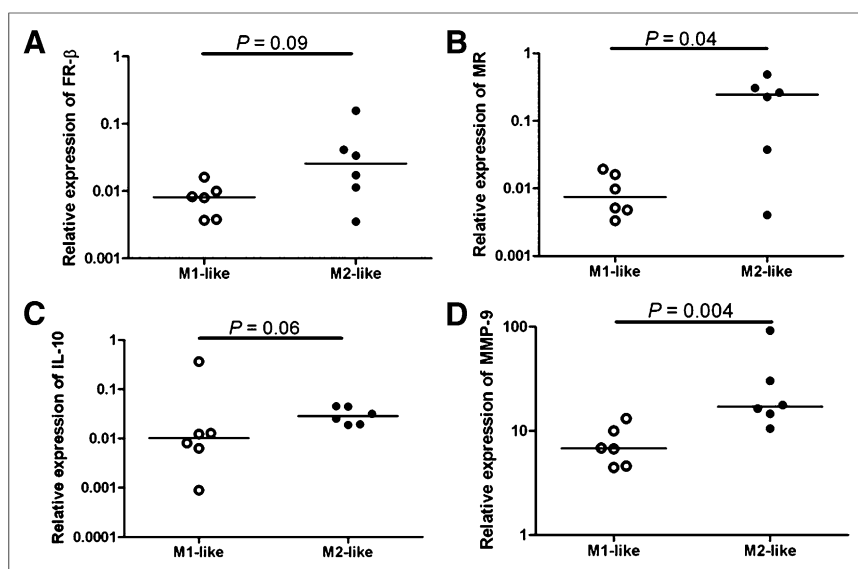 A
P = 0.09
Relative expression of FR-β
1
0.1
0.01
0.001
M1-like M2-like
B
P = 0.04
Relative expression of MR
1
0.1
0.01
0.001
M1-like M2-like
C
P = 0.06
Relative expression of IL-10
1
0.1
0.01
0.001
0.0001
M1-like M2-like
D
P = 0.004
Relative expression of MMP-9
100
10
1
M1-like M2-like